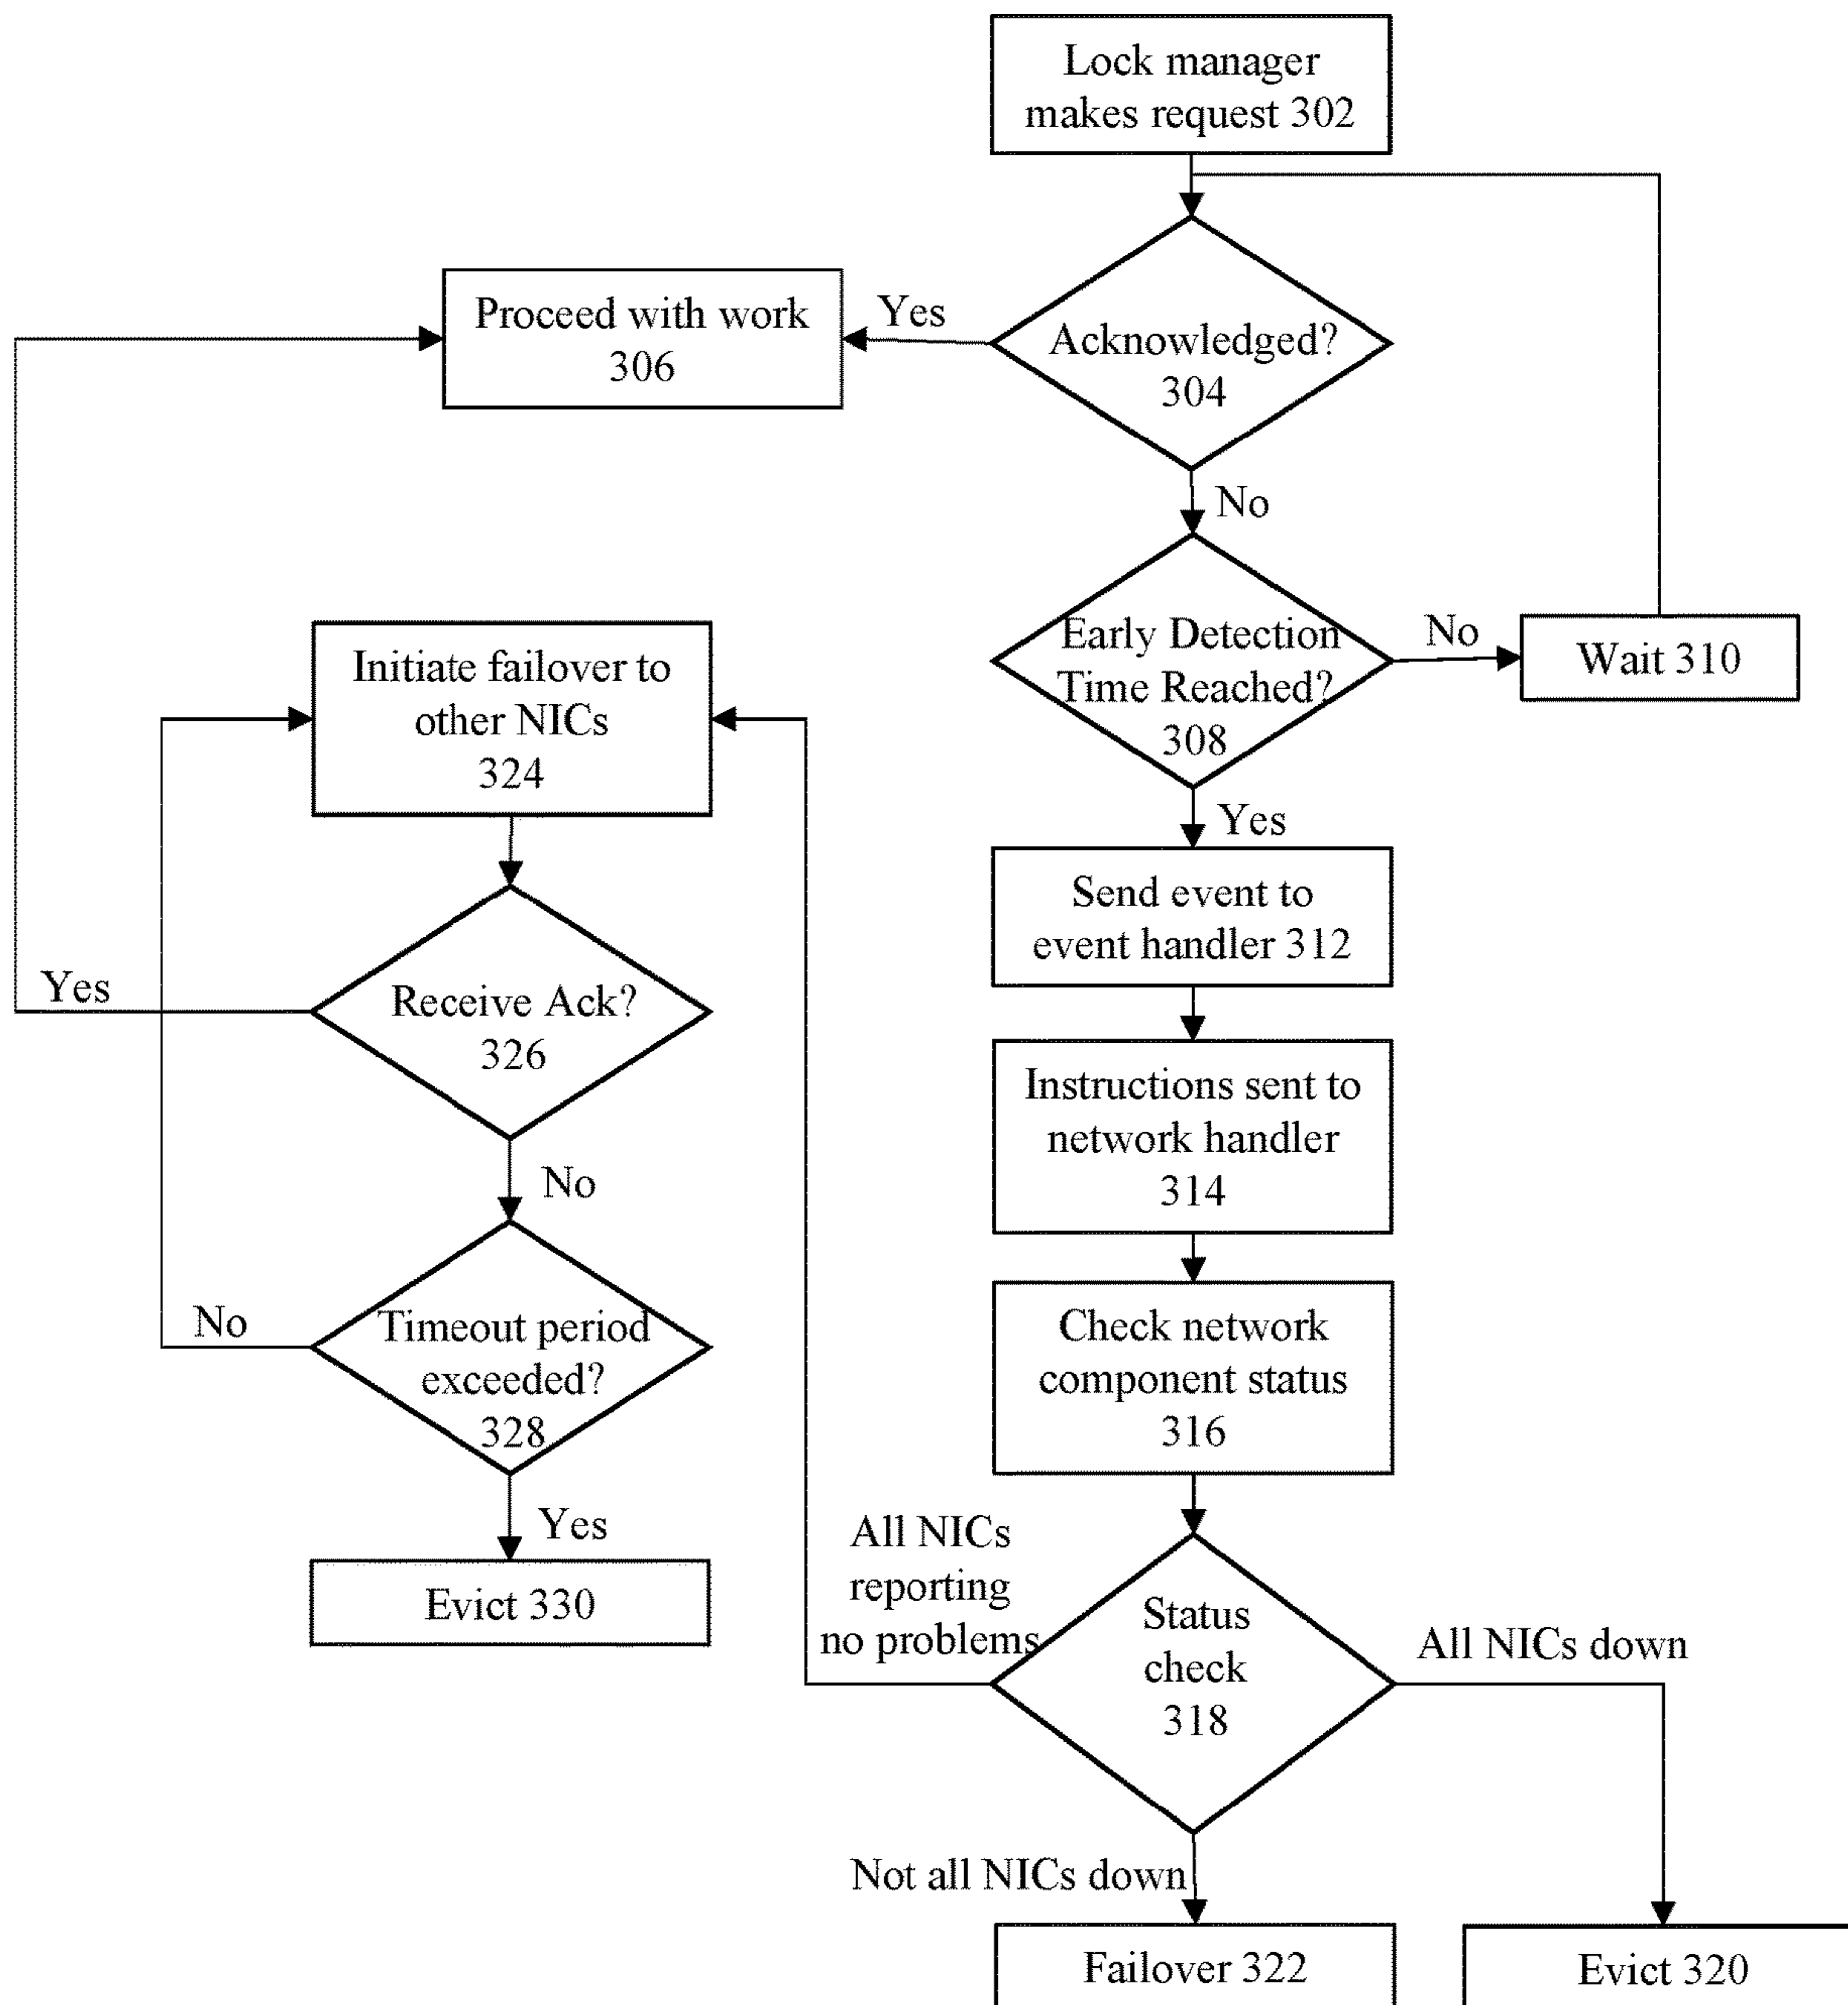 Lock manager
makes request 302
Proceed with work
306
Yes
Acknowledged?
304
No
Early Detection
Time Reached?
308
No
Wait 310
Yes
Send event to
event handler 312
Instructions sent to
network handler
314
Check network
component status
316
Status
check
318
All NICs
reporting
no problems
All NICs down
Not all NICs down
Failover 322
Evict 320
Initiate failover to
other NICs
324
Receive Ack?
326
Yes
No
Timeout period
exceeded?
328
No
Yes
Evict 330